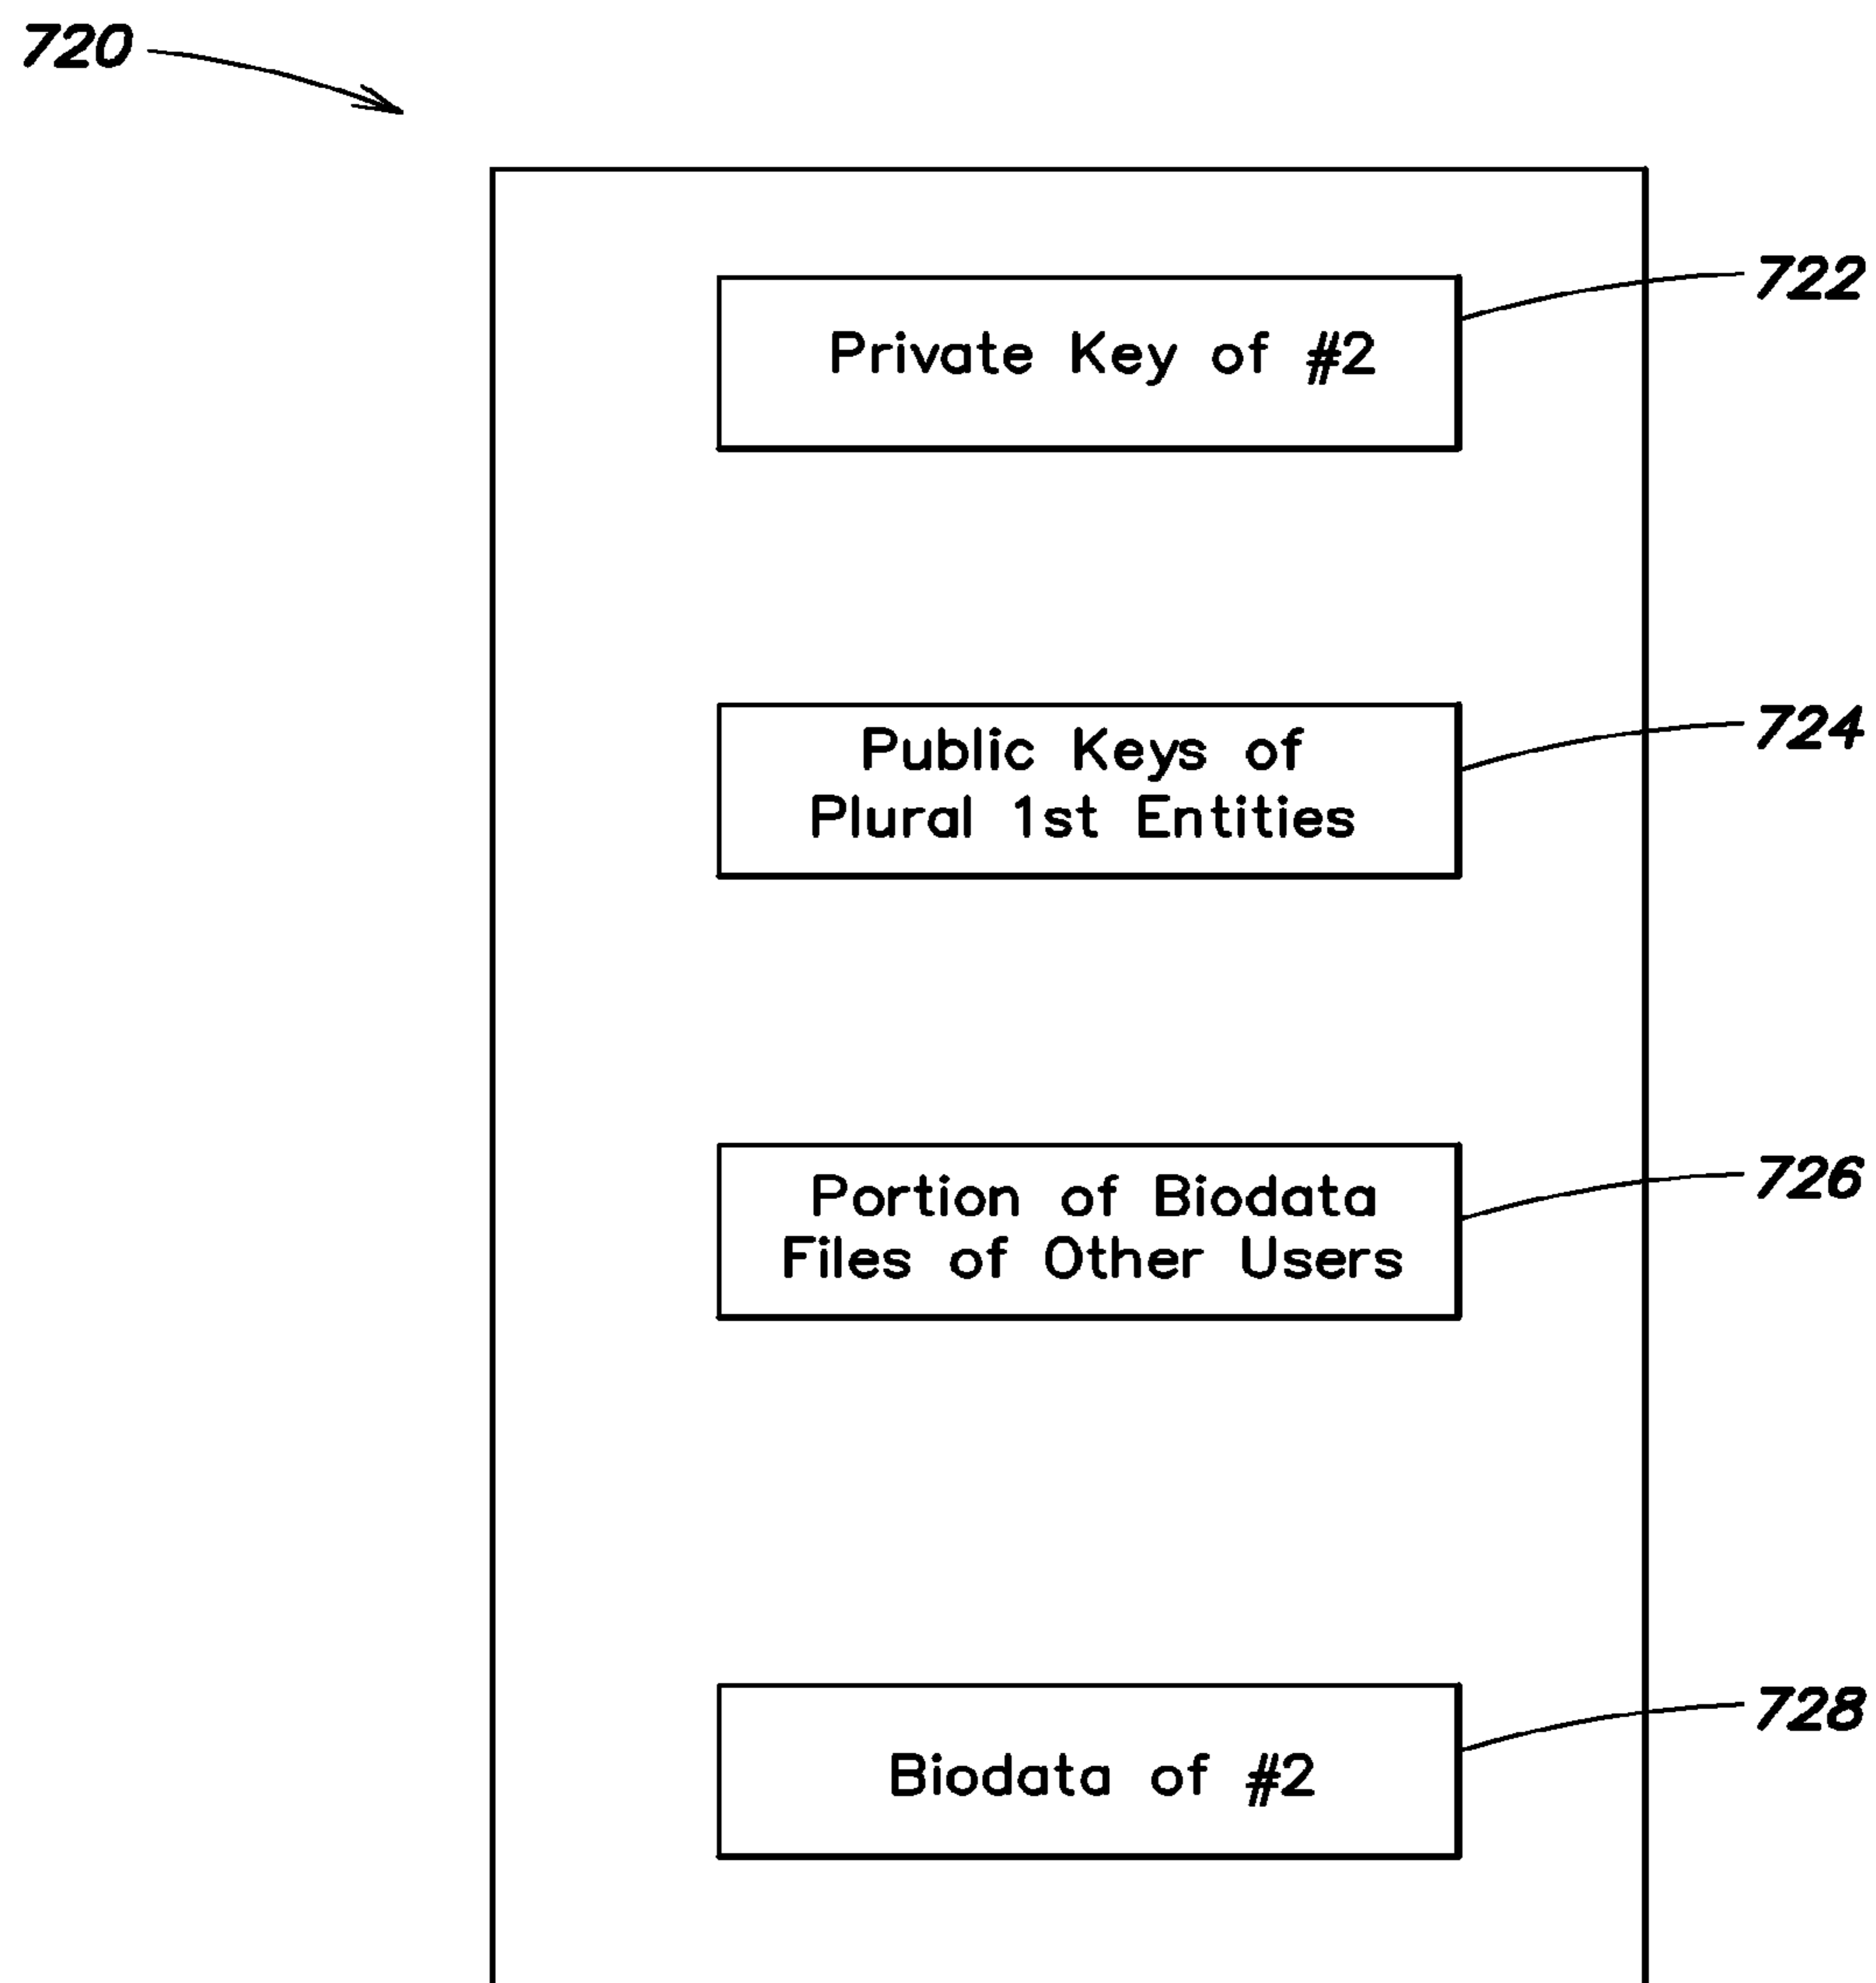 720
722
Private Key of #2
724
Public Keys of
Plural 1st Entities
726
Portion of Biodata
Files of Other Users
728
Biodata of #2